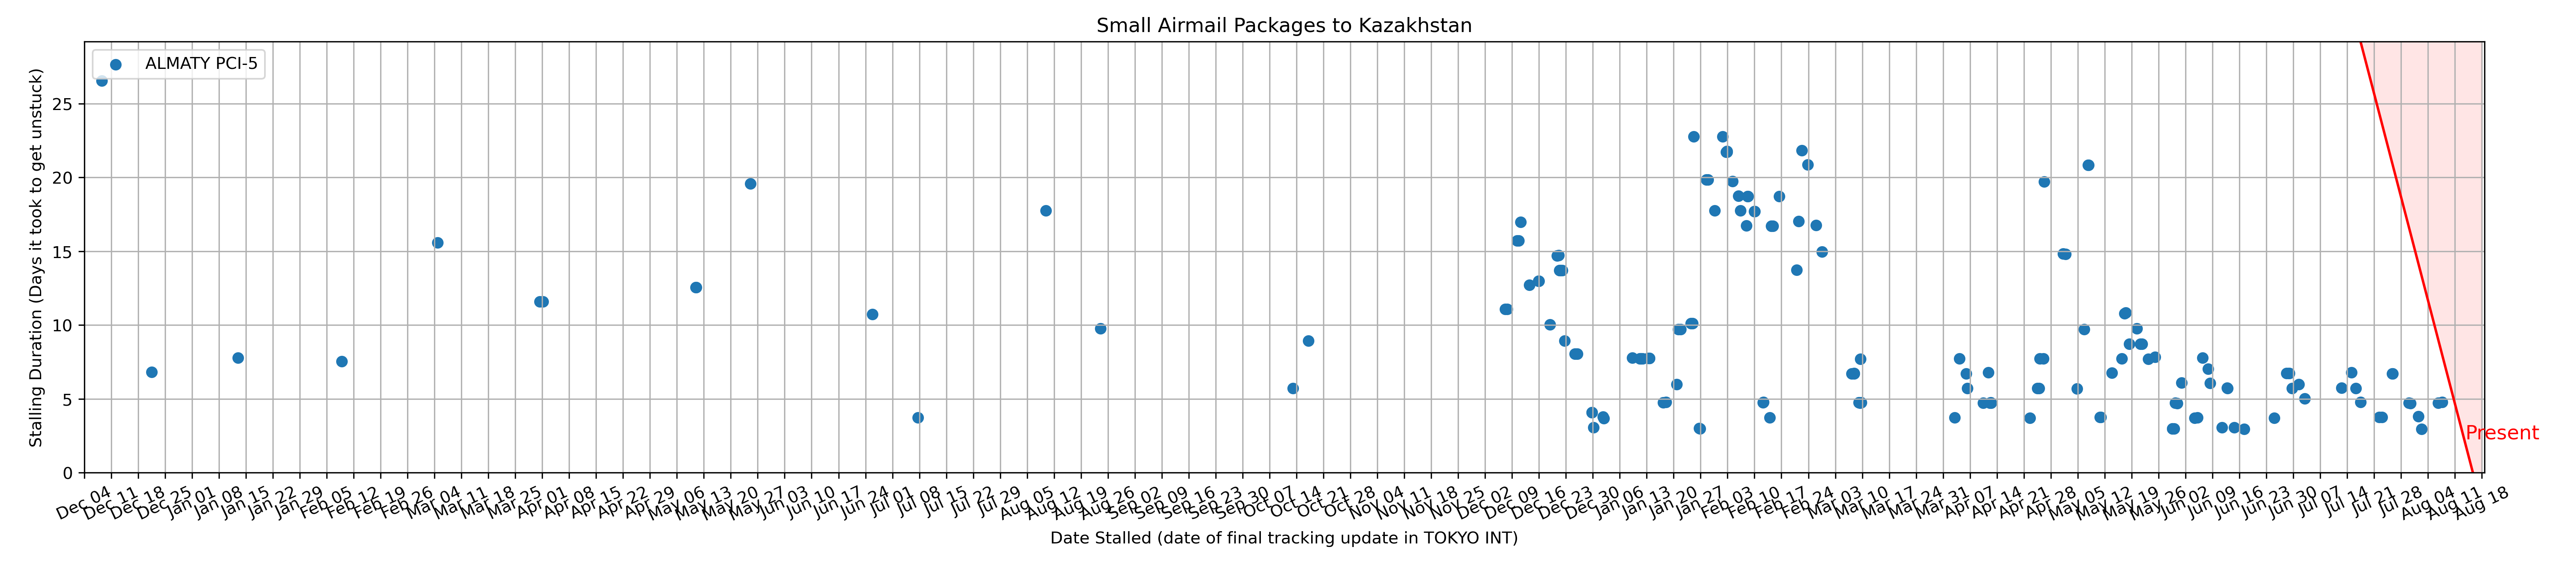 Small Airmail Packages to Kazakhstan
ALMATY PCI-5
Stalling Duration (Days it took to get unstuck)
25
20
15
10
5
0
Present
Dec 04
Dec 11
Dec 18
Dec 25
Jan 01
Jan 08
Jan 15
Jan 22
Jan 29
Feb 05
Feb 12
Feb 19
Feb 26
Mar 04
Mar 11
Mar 18
Mar 25
Apr 01
Apr 08
Apr 15
Apr 22
Apr 29
May 06
May 13
May 20
May 27
Jun 03
Jun 10
Jun 17
Jun 24
Jul 01
Jul 08
Jul 15
Jul 22
Jul 29
Aug 05
Aug 12
Aug 19
Aug 26
Sep 02
Sep 09
Sep 16
Sep 23
Sep 30
Oct 07
Oct 14
Oct 21
Oct 28
Nov 04
Nov 11
Nov 18
Nov 25
Dec 02
Dec 09
Dec 16
Dec 23
Dec 30
Jan 06
Jan 13
Jan 20
Jan 27
Feb 03
Feb 10
Feb 17
Feb 24
Mar 03
Mar 10
Mar 17
Mar 24
Mar 31
Apr 07
Apr 14
Apr 21
Apr 28
May 05
May 12
May 19
May 26
Jun 02
Jun 09
Jun 16
Jun 23
Jun 30
Jul 07
Jul 14
Jul 21
Jul 28
Aug 04
Aug 11
Aug 18
Date Stalled (date of final tracking update in TOKYO INT)